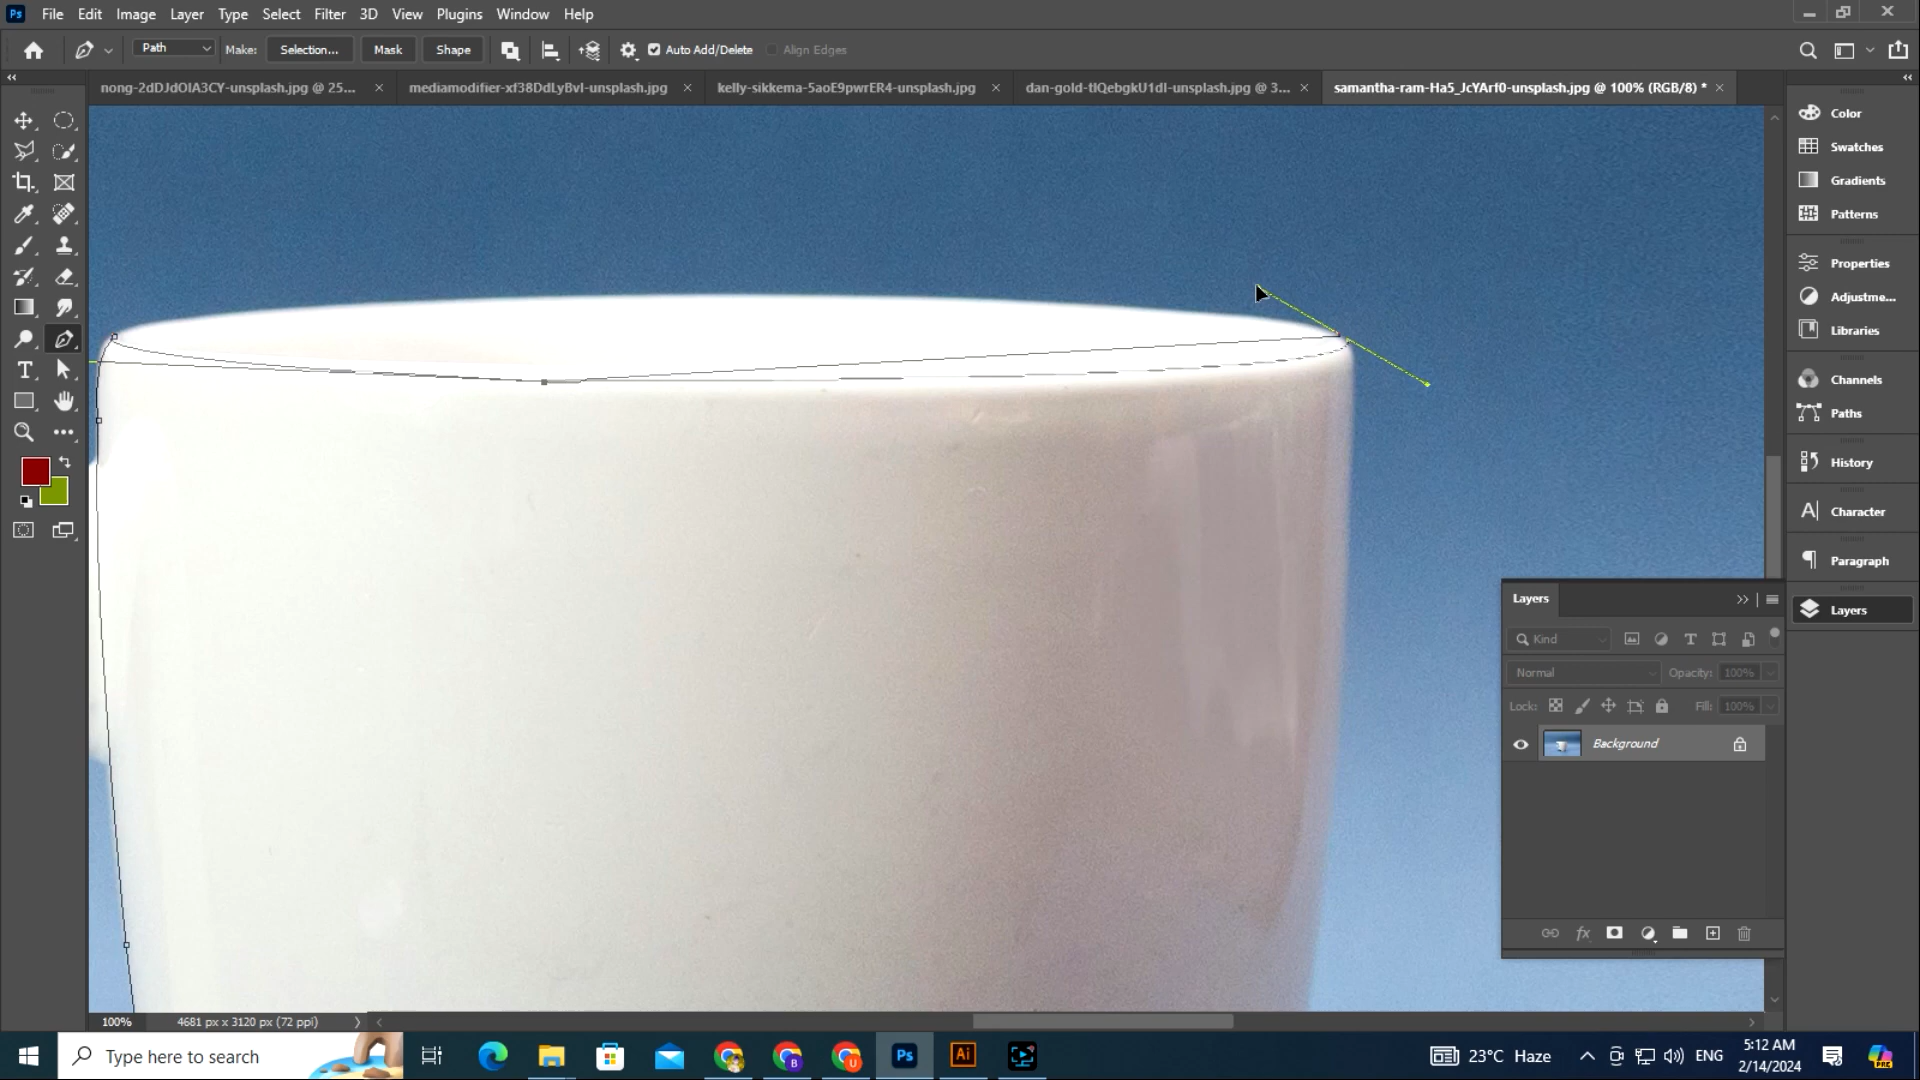 Ps File Edit Image Layer Type Select Filter 3D View Plugins Window Help
Path Make: Selection... Mask Shape Auto Add/Delete Align Edges
nong-2dDJdOIA3CY-unsplash.jpg @ 25... × mediamodifier-xf38DdLyBvI-unsplash.jpg × kelly-sikkema-5aoE9pwrER4-unsplash.jpg × dan-gold-tlQebgkU1dI-unsplash.jpg @ 3... × samantha-ram-Ha5_JcYArf0-unsplash.jpg @ 100% (RGB/8) * ×
Color
Swatches
Gradients
Patterns
Properties
Adjustme...
Libraries
Channels
Paths
History
Character
Paragraph
Layers
Layers
Kind
Normal Opacity: 100%
Lock: Fill: 100%
Background
100% 4681 px x 3120 px (72 ppi)
Type here to search
Ps Ai
23°C Haze
ENG
5:12 AM
2/14/2024